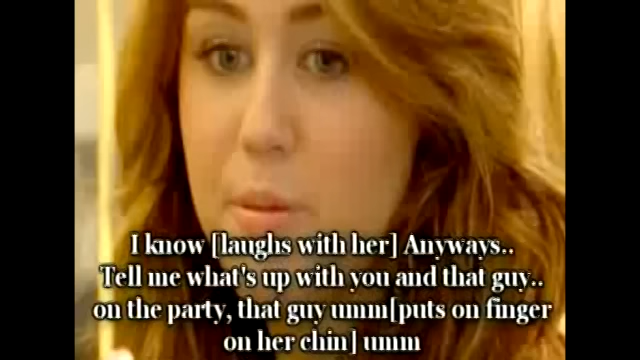 I know [laughs with her] Anyways..
Tell me what's up with you and that guy..
on the party, that guy umm[puts on finger
on her chin] umm